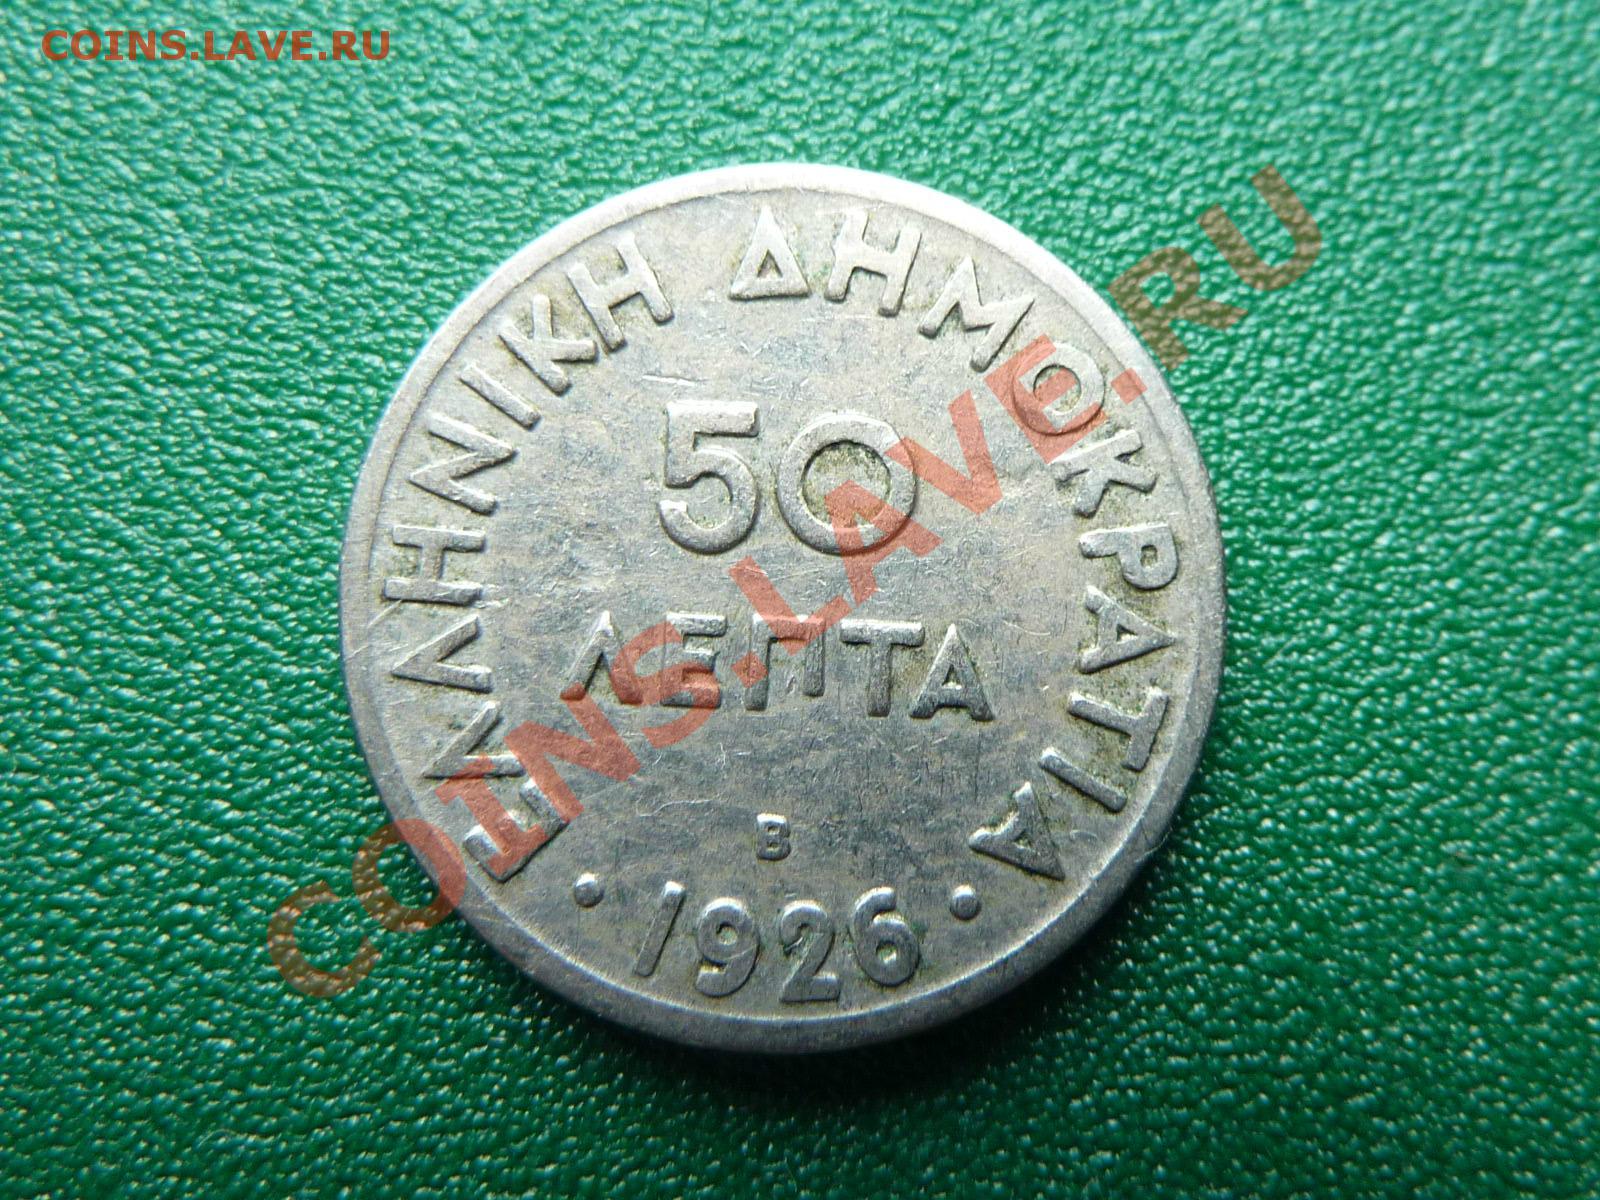 COINS.LAVE.RU
ΕΛΛΗΝΙΚΗ ΔΗΜΟΚΡΑΤΙΑ
50
ΛΕΠΤΑ
B
· 1926 ·
COINS.LAVE.RU